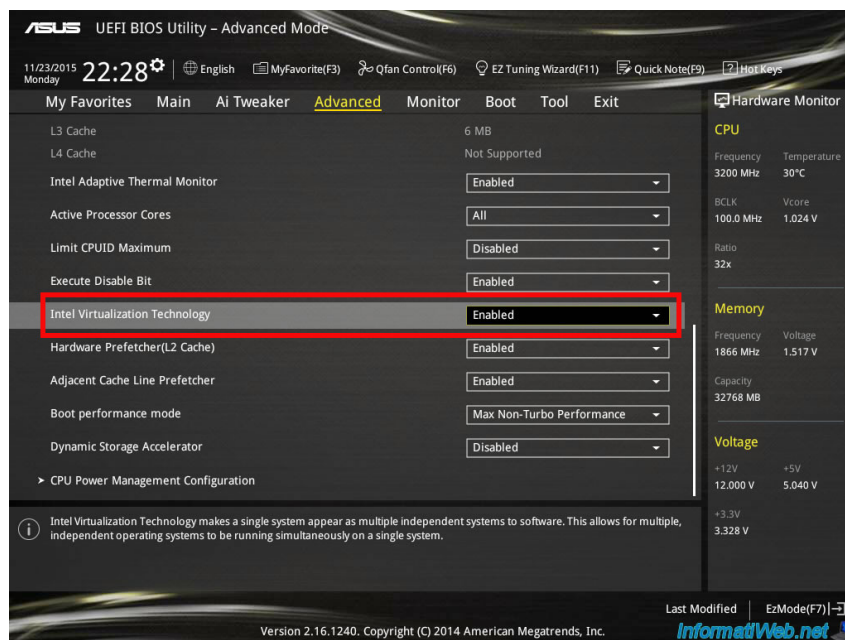 ASUS UEFI BIOS Utility – Advanced Mode
11/23/2015 Monday 22:28 English MyFavorite(F3) Qfan Control(F6) EZ Tuning Wizard(F11) Quick Note(F9) ? Hot Keys
My Favorites Main Ai Tweaker Advanced Monitor Boot Tool Exit
L3 Cache 6 MB
L4 Cache Not Supported
Intel Adaptive Thermal Monitor Enabled
Active Processor Cores All
Limit CPUID Maximum Disabled
Execute Disable Bit Enabled
Intel Virtualization Technology Enabled
Hardware Prefetcher(L2 Cache) Enabled
Adjacent Cache Line Prefetcher Enabled
Boot performance mode Max Non-Turbo Performance
Dynamic Storage Accelerator Disabled
> CPU Power Management Configuration
Intel Virtualization Technology makes a single system appear as multiple independent systems to software. This allows for multiple,
independent operating systems to be running simultaneously on a single system.
Hardware Monitor
CPU
Frequency Temperature
3200 MHz 30°C
BCLK Vcore
100.0 MHz 1.024 V
Ratio
32x
Memory
Frequency Voltage
1866 MHz 1.517 V
Capacity
32768 MB
Voltage
+12V +5V
12.000 V 5.040 V
+3.3V
3.328 V
Last Modified EzMode(F7)
Version 2.16.1240. Copyright (C) 2014 American Megatrends, Inc.
InformatiWeb.net